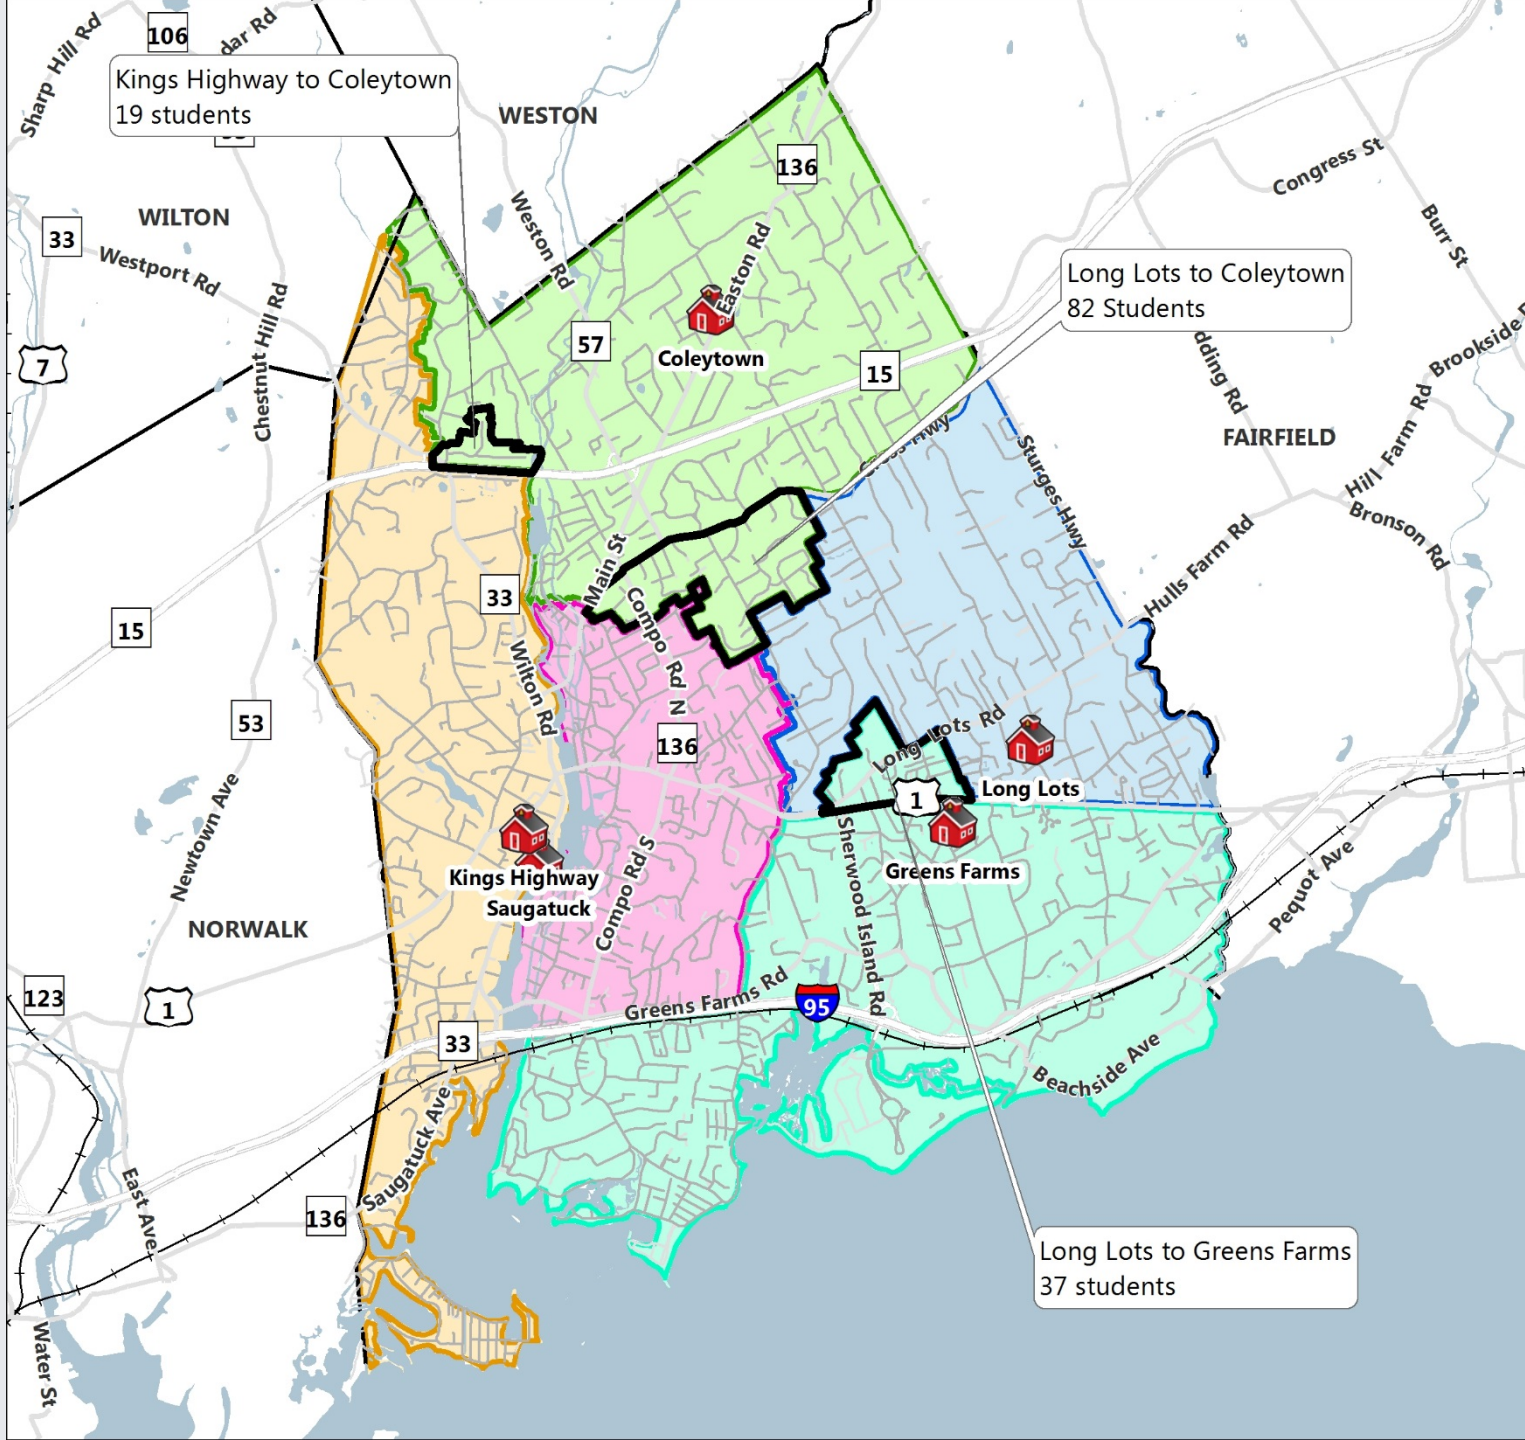 106
dar Rd
Sharp Hill Rd
Kings Highway to Coleytown
19 students
WESTON
136
Congress St
WILTON
33
Westport Rd
Weston Rd
Easton Rd
Burr St
Long Lots to Coleytown
82 Students
Chestnut Hill Rd
57
7
Coleytown
15
dding Rd
Brookside
Hill Farm Rd
FAIRFIELD
Sturges Hwy
Bronson Rd
Hulls Farm Rd
Main St
33
15
Compo Rd N
Wilton Rd
53
136
Long Lots Rd
Long Lots
1
Newtown Ave
Sherwood Island Rd
Greens Farms
Kings Highway
Saugatuck
Compo Rd S
Pequot Ave
NORWALK
123
1
Greens Farms Rd
95
33
Beachside Ave
Saugatuck Ave
East Ave
136
Long Lots to Greens Farms
37 students
Water St